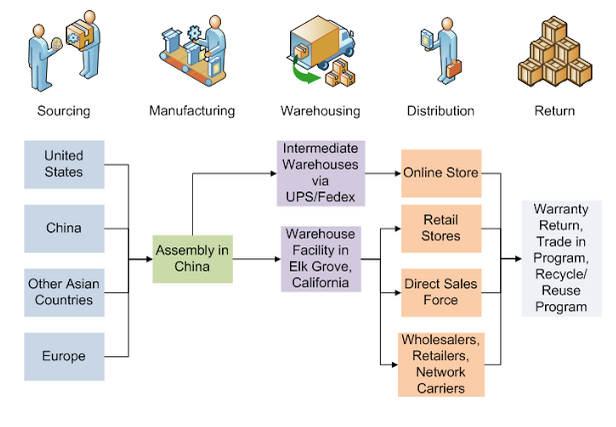 Sourcing
Manufacturing
Warehousing
Distribution
Return
United
States
China
Other Asian
Countries
Europe
Assembly in
China
Intermediate
Warehouses
via
UPS/Fedex
Warehouse
Facility in
Elk Grove,
California
Online Store
Retail
Stores
Direct Sales
Force
Wholesalers,
Retailers,
Network
Carriers
Warranty
Return,
Trade in
Program,
Recycle/
Reuse
Program